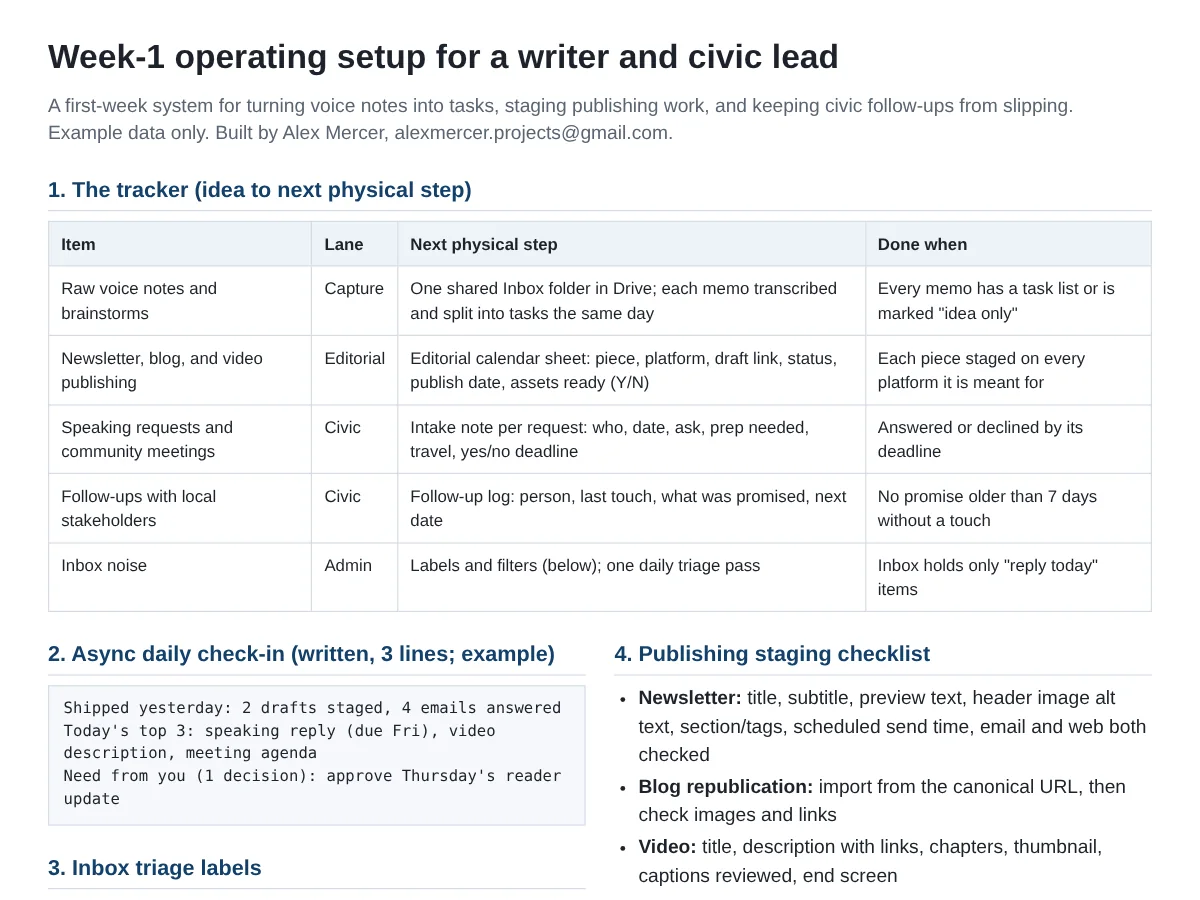 Week-1 operating setup for a writer and civic lead
A first-week system for turning voice notes into tasks, staging publishing work, and keeping civic follow-ups from slipping.
Example data only. Built by Alex Mercer, alexmercer.projects@gmail.com.
1. The tracker (idea to next physical step)
Item
Lane
Next physical step
Done when
Raw voice notes and
brainstorms
Capture
One shared Inbox folder in Drive; each memo transcribed
and split into tasks the same day
Every memo has a task list or is
marked "idea only"
Newsletter, blog, and video
publishing
Editorial
Editorial calendar sheet: piece, platform, draft link, status,
publish date, assets ready (Y/N)
Each piece staged on every
platform it is meant for
Speaking requests and
community meetings
Civic
Intake note per request: who, date, ask, prep needed,
travel, yes/no deadline
Answered or declined by its
deadline
Follow-ups with local
stakeholders
Civic
Follow-up log: person, last touch, what was promised, next
date
No promise older than 7 days
without a touch
Inbox noise
Admin
Labels and filters (below); one daily triage pass
Inbox holds only "reply today"
items
2. Async daily check-in (written, 3 lines; example)
Shipped yesterday: 2 drafts staged, 4 emails answered
Today's top 3: speaking reply (due Fri), video
description, meeting agenda
Need from you (1 decision): approve Thursday's reader
update
3. Inbox triage labels
4. Publishing staging checklist
• Newsletter: title, subtitle, preview text, header image alt
text, section/tags, scheduled send time, email and web both
checked
• Blog republication: import from the canonical URL, then
check images and links
• Video: title, description with links, chapters, thumbnail,
captions reviewed, end screen